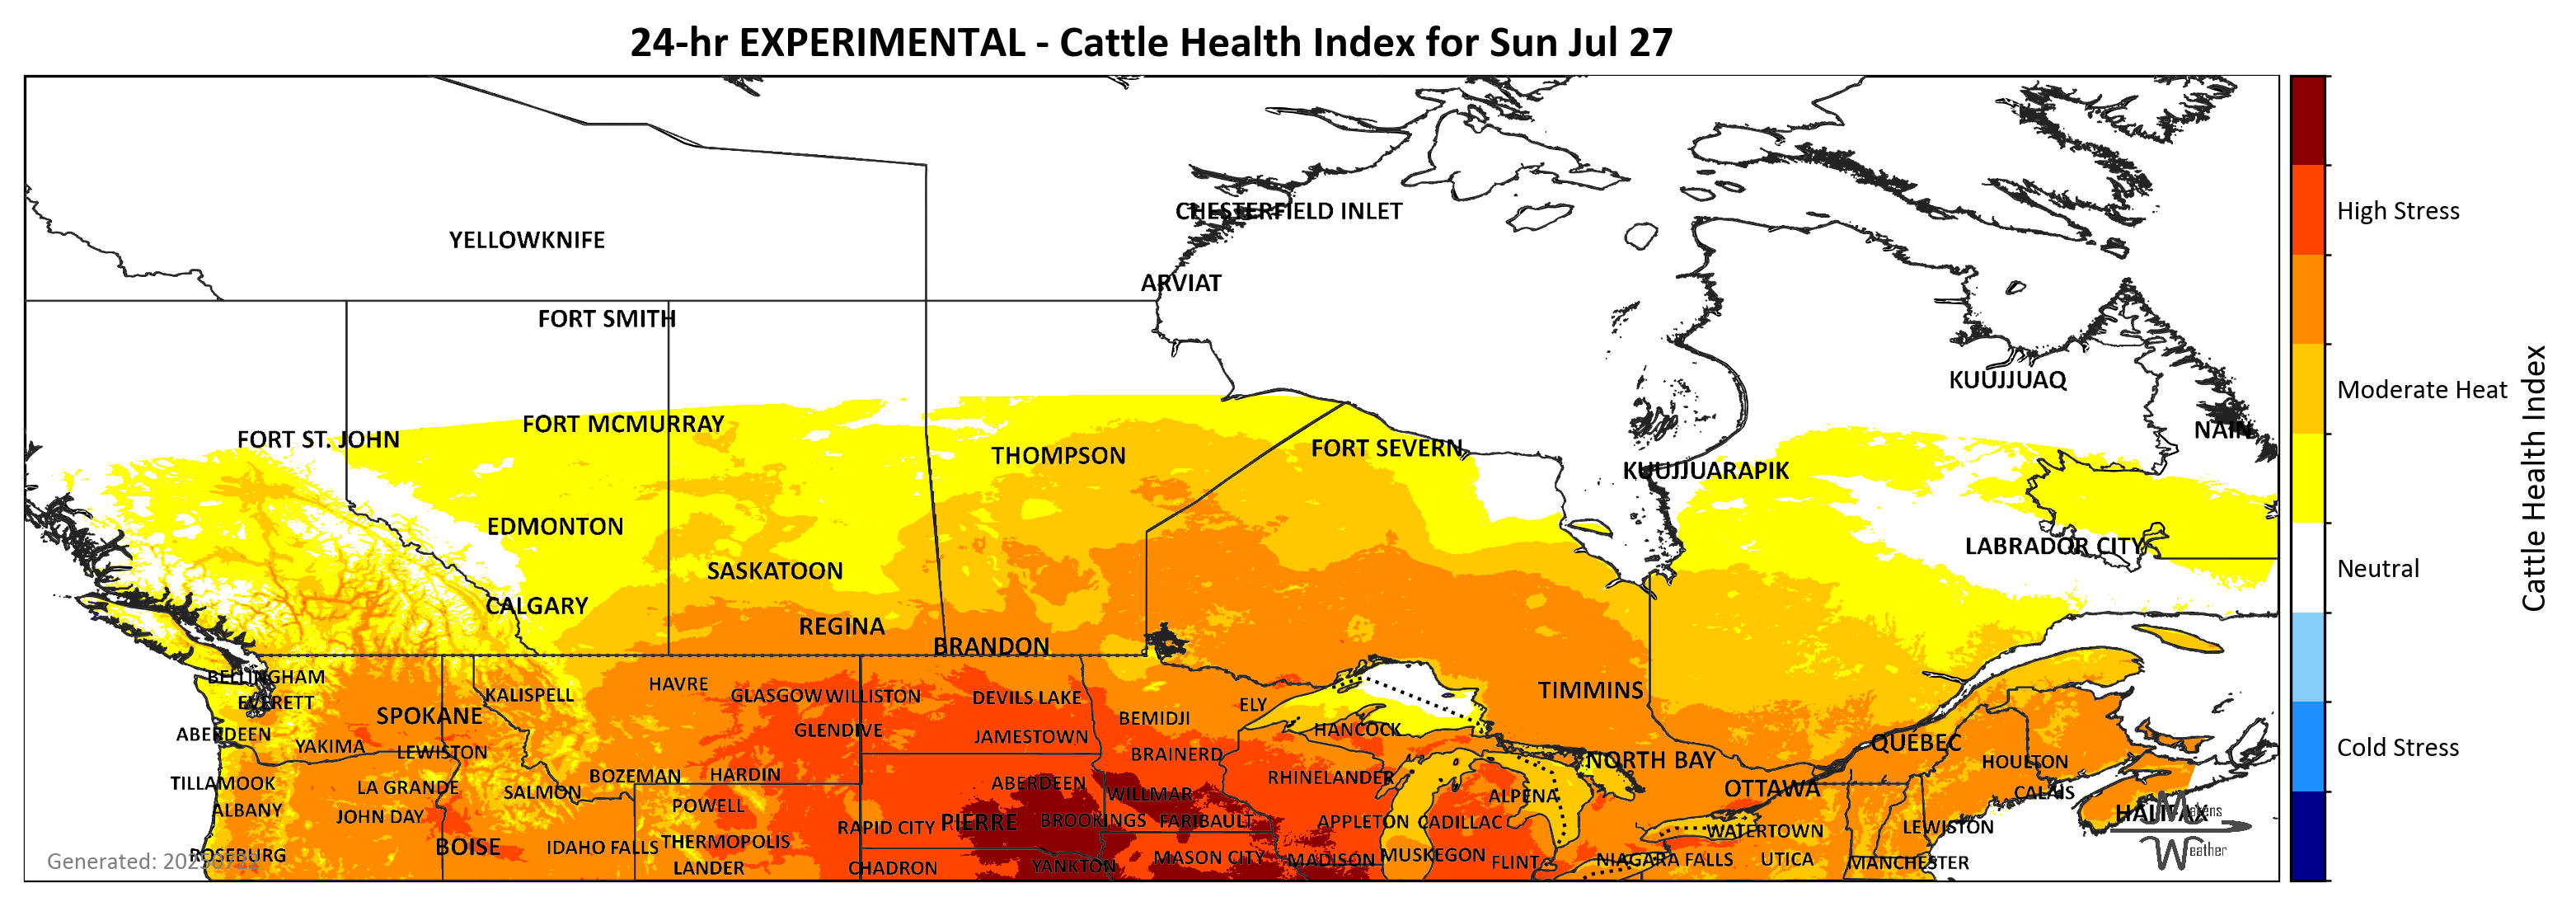 24-hr EXPERIMENTAL - Cattle Health Index for Sun Jul 27
CHESTERFIELD INLET
YELLOWKNIFE
ARVIAT
FORT SMITH
KUUJJUAQ
FORT MCMURRAY
NAIN
FORT ST. JOHN
FORT SEVERN
THOMPSON
KUUJJUARAPIK
EDMONTON
LABRADOR CITY
SASKATOON
CALGARY
REGINA
BRANDON
BELLINGHAM
HAVRE
TIMMINS
KALISPELL
GLASGOW WILLISTON
DEVILS LAKE
EVERETT
ELY
SPOKANE
BEMIDJI
GLENDIVE
HANCOCK
ABERDEEN
JAMESTOWN
QUEBEC
YAKIMA
LEWISTON
BRAINERD
NORTH BAY
HOULTON
BOZEMAN
HARDIN
RHINELANDER
TILLAMOOK
LA GRANDE
ABERDEEN
OTTAWA
SALMON
WILLMAR
ALPENA
CALAIS
POWELL
ALBANY
JOHN DAY
HALIFAX
RAPID CITY
PIERRE
BROOKINGS
FARIBAULT
APPLETON
CADILLAC
WATERTOWN
LEWISTON
BOISE
IDAHO FALLS
THERMOPOLIS
ROSEBURG
MASON CITY
MADISON
MUSKEGON
FLINT
NIAGARA FALLS
UTICA
MANCHESTER
LANDER
CHADRON
YANKTON
Generated:
Makens
Weather
High Stress
Moderate Heat
Neutral
Cold Stress
Cattle Health Index